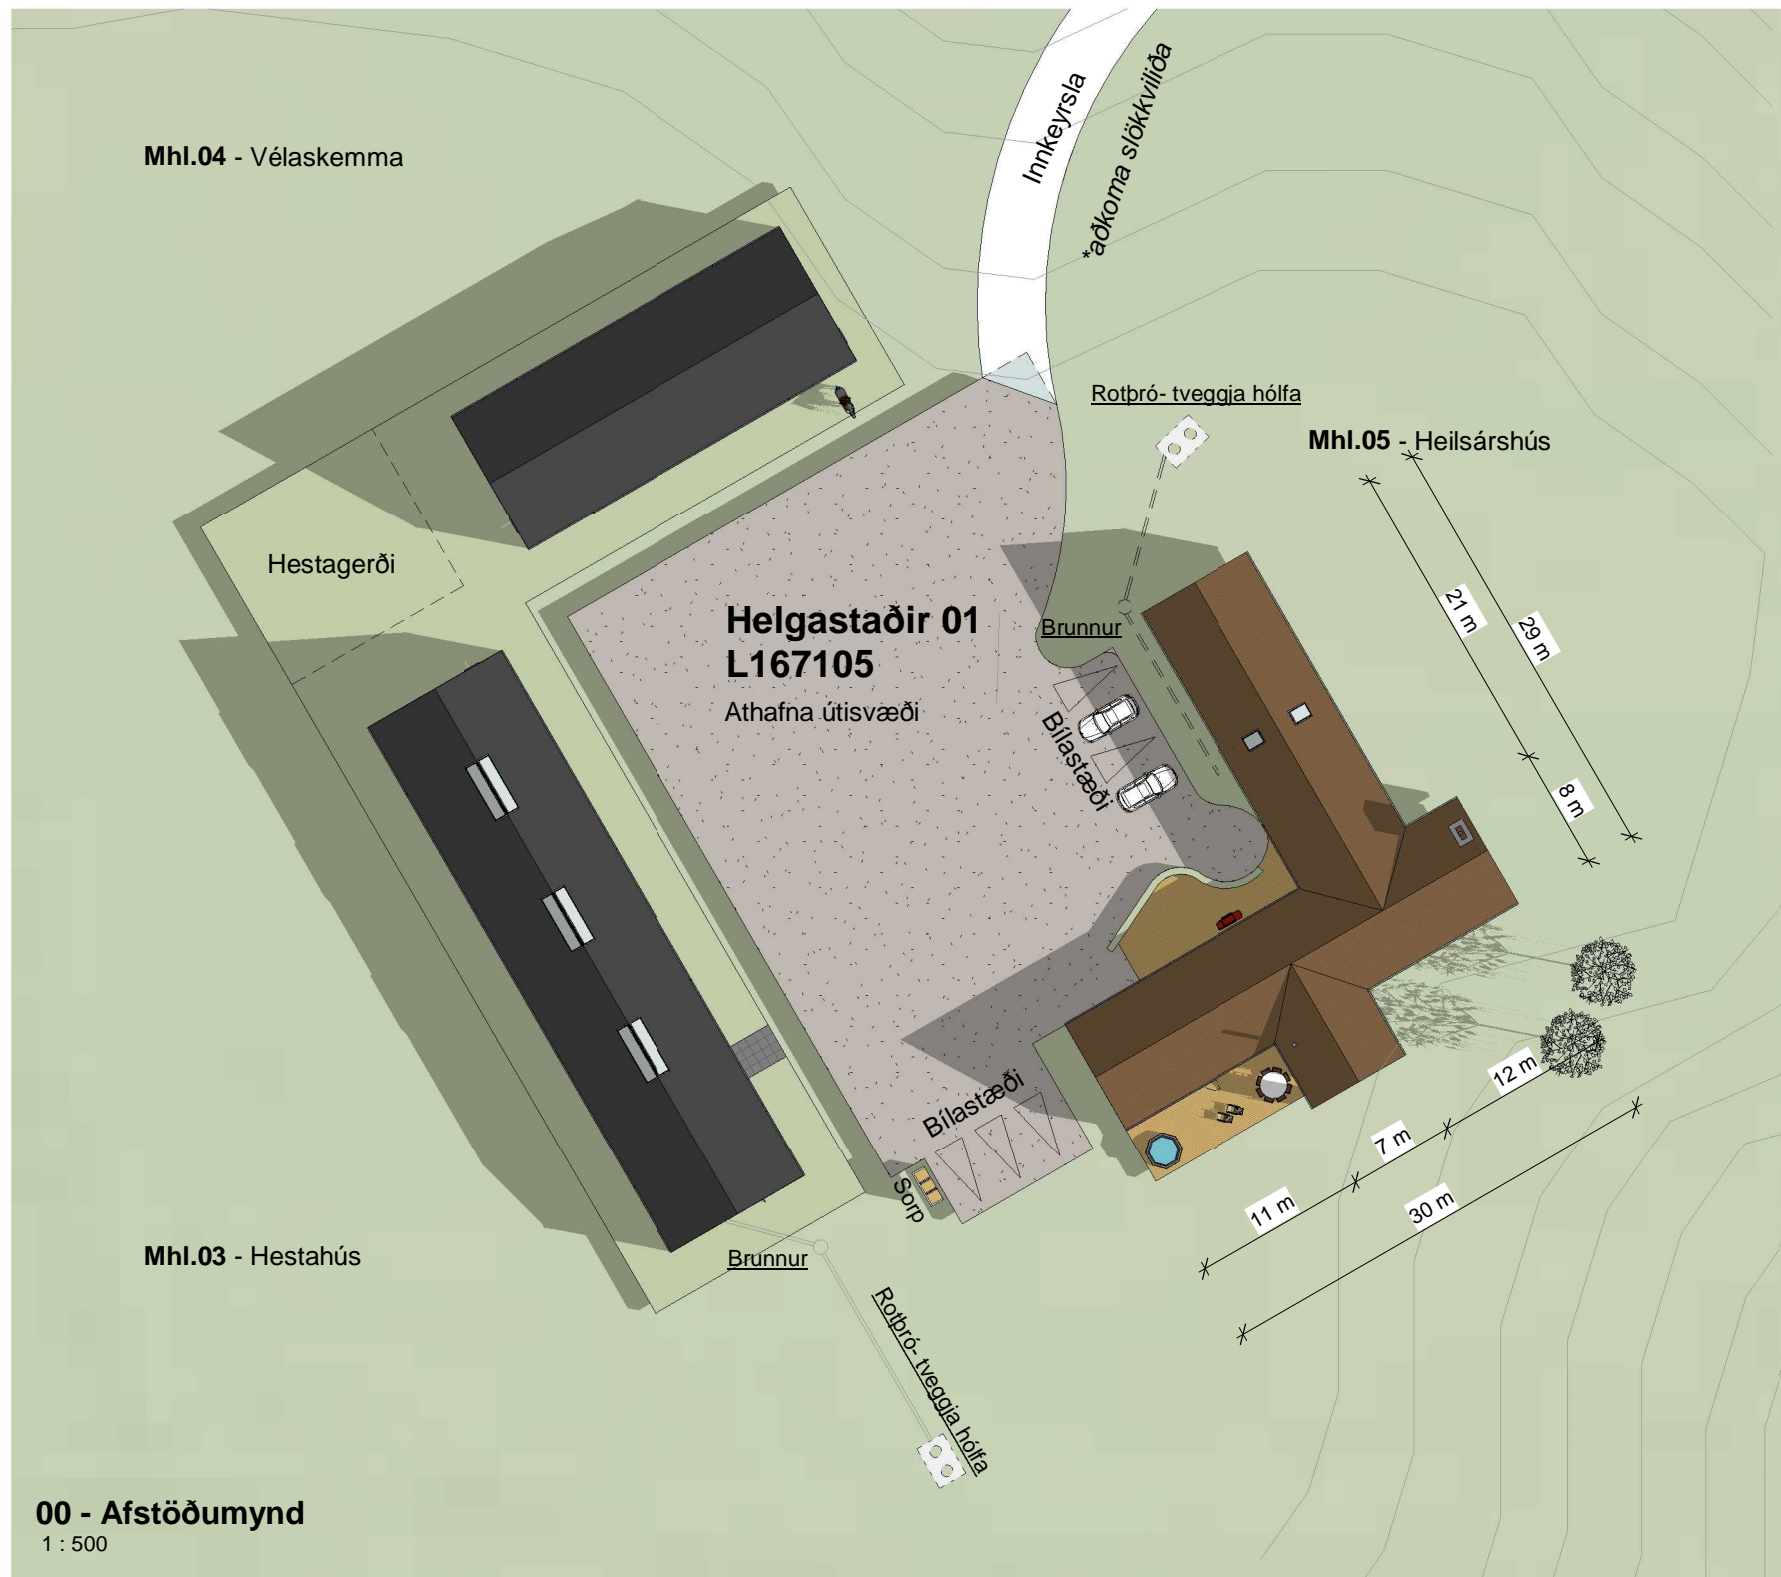 Innkeyrsla
*aðkoma slökkviliða
Mhl.04 - Vélaskemma
Rotþró- tveggja hólfa
Mhl.05 - Heilsárshús
Hestagerði
Helgastaðir 01
L167105
Athafna útisvæði
Brunnur
Bílastæði
21 m
29 m
8 m
12 m
7 m
11 m
30 m
Bílastæði
Sorp
Mhl.03 - Hestahús
Brunnur
Rotþró- tveggja hólfa
00 - Afstöðumynd
1 : 500